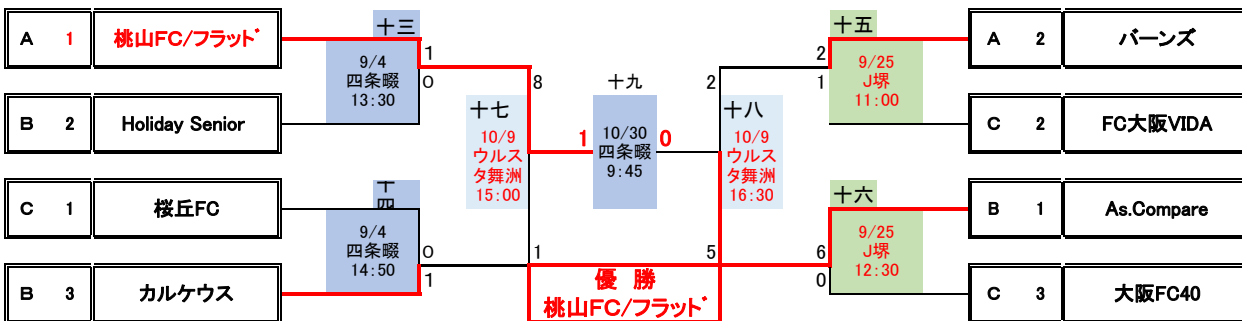 A 1 桃山FC/フラッド
B 2 Holiday Senior
C 1 桜丘FC
B 3 カルケウス
十三
9/4
四条畷
13:30
1
0
十四
9/4
四条畷
14:50
0
1
十七
10/9
ウルス
タ舞洲
15:00
8
1
十九
1
10/30
四条畷
9:45
0
優 勝
桃山FC/フラッド
十八
10/9
ウルス
タ舞洲
16:30
2
5
十五
9/25
J堺
11:00
2
1
十六
9/25
J堺
12:30
6
0
A 2 バーンズ
C 2 FC大阪VIDA
B 1 As.Compare
C 3 大阪FC40